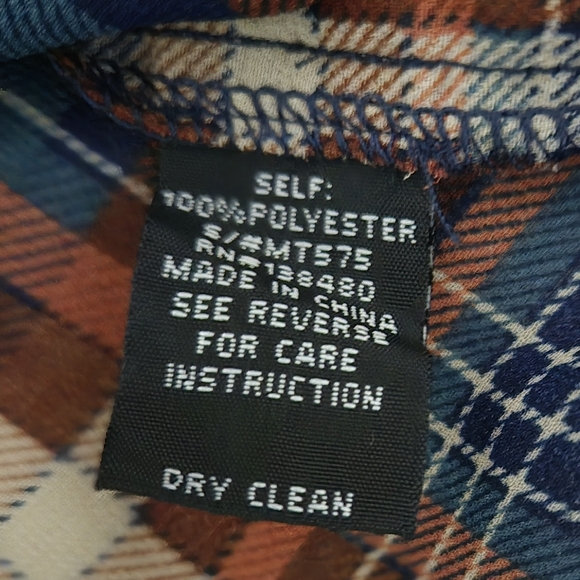 SELF:
100%POLYESTER
S/#MT575
RN#138480
MADE IN CHINA
SEE REVERSE
FOR CARE
INSTRUCTION
DRY CLEAN